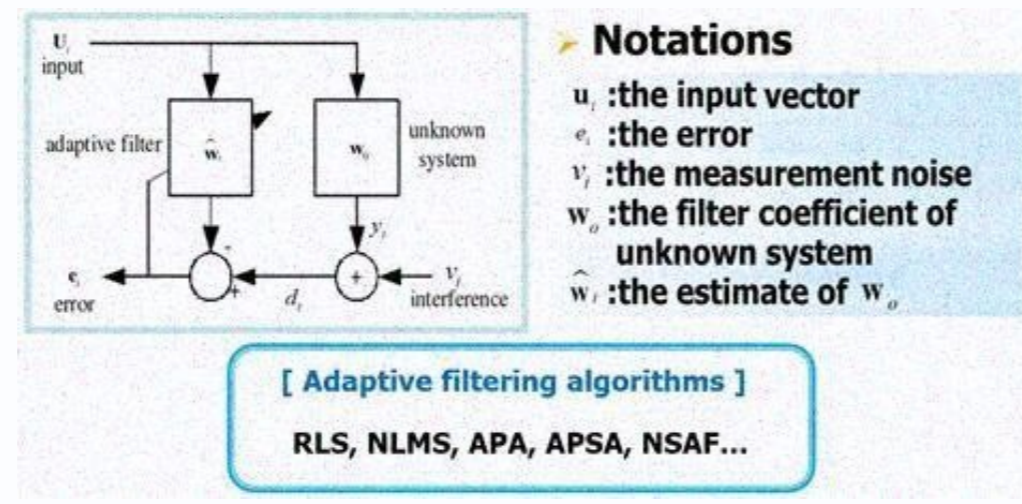 U_i
input
adaptive filter
ŵ_i
w_o
unknown
system
-
y_i
+
+
e_i
error
d_i
v_i
interference
➤ Notations
u_i :the input vector
e_i :the error
v_i :the measurement noise
w_o :the filter coefficient of
unknown system
ŵ_i :the estimate of w_o
[ Adaptive filtering algorithms ]
RLS, NLMS, APA, APSA, NSAF...